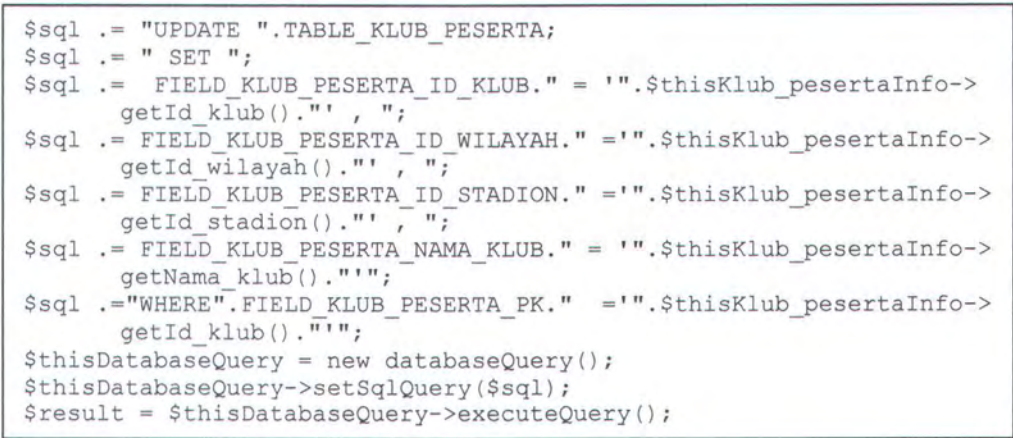 $sql .= "UPDATE ".TABLE_KLUB_PESERTA;
$sql .= " SET ";
$sql .=  FIELD_KLUB_PESERTA_ID_KLUB." = '".$thisKlub_pesertaInfo->
getId_klub()."' , ";
$sql .= FIELD_KLUB_PESERTA_ID_WILAYAH." ='".$thisKlub_pesertaInfo->
getId_wilayah()."' , ";
$sql .= FIELD_KLUB_PESERTA_ID_STADION." ='".$thisKlub_pesertaInfo->
getId_stadion()."' ,  ";
$sql .= FIELD_KLUB_PESERTA_NAMA_KLUB." = '".$thisKlub_pesertaInfo->
getNama_klub()."'";
$sql .="WHERE".FIELD_KLUB_PESERTA_PK."  ='".$thisKlub_pesertaInfo->
getId_klub()."'";
$thisDatabaseQuery = new databaseQuery();
$thisDatabaseQuery->setSqlQuery($sql);
$result = $thisDatabaseQuery->executeQuery();